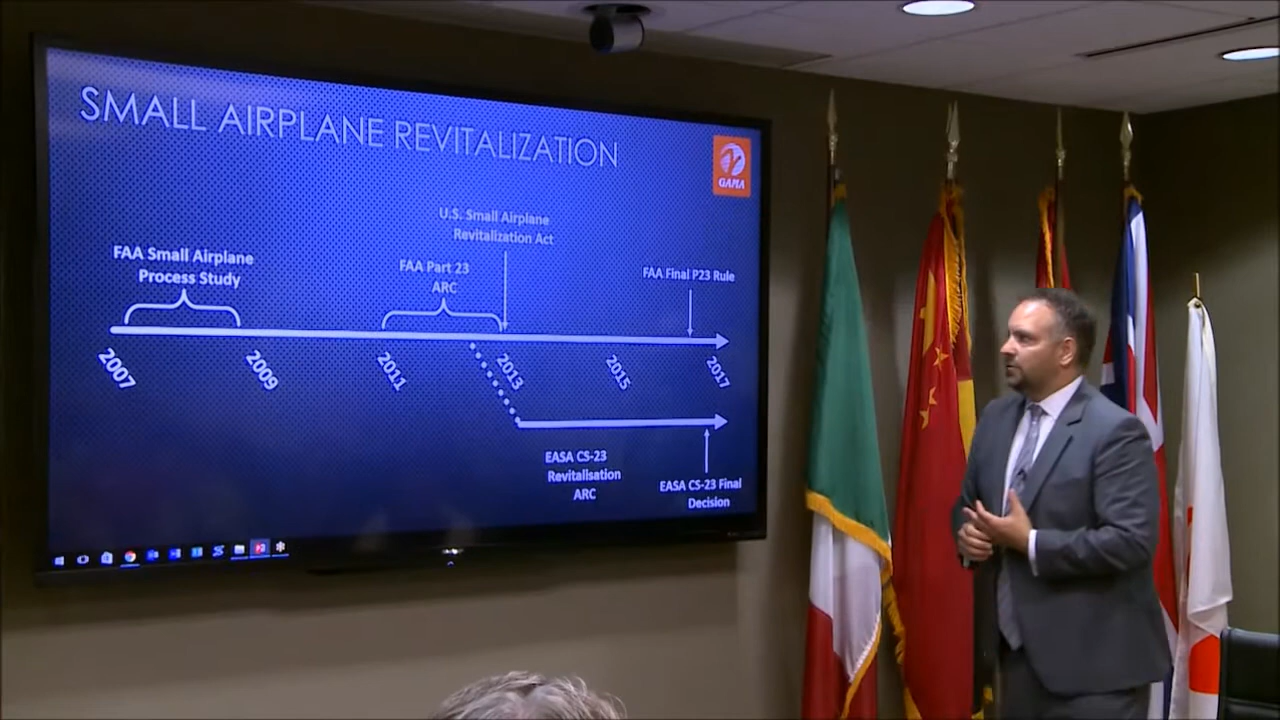 SMALL AIRPLANE REVITALIZATION
GAMA
U.S. Small Airplane
Revitalization Act
FAA Small Airplane
Process Study
FAA Part 23
ARC
FAA Final P23 Rule
2007
2009
2011
2013
2015
2017
EASA CS-23
Revitalisation
ARC
EASA CS-23 Final
Decision